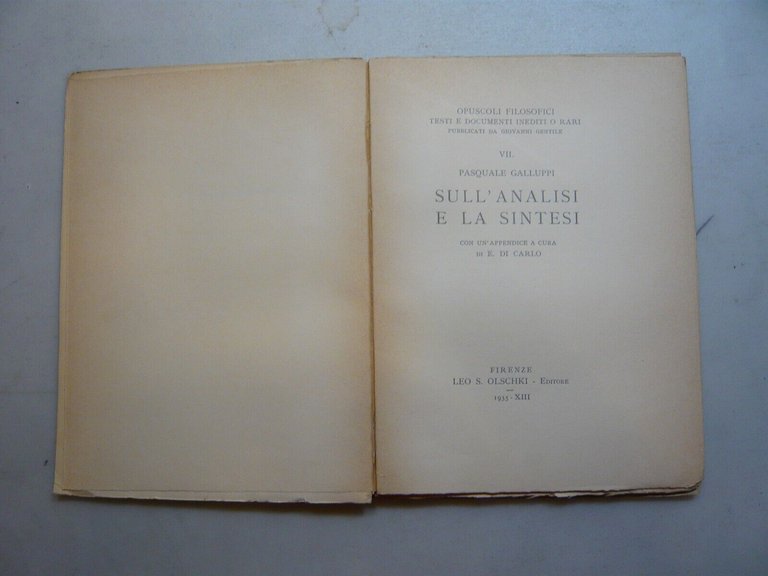 OPUSCOLI FILOSOFICI
TESTI E DOCUMENTI INEDITI O RARI
PUBBLICATI DA GIOVANNI GENTILE
VII.
PASQUALE GALLUPPI
SULL'ANALISI
E LA SINTESI
CON UN'APPENDICE A CURA
DI E. DI CARLO
FIRENZE
LEO S. OLSCHKI - EDITORE
1935-XIII